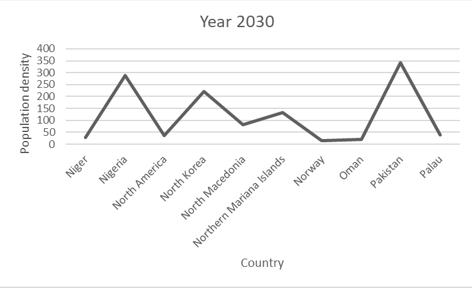 Year 2030
Population density
400
350
300
250
200
150
100
50
0
Niger
Nigeria
North America
North Korea
North Macedonia
Northern Mariana Islands
Norway
Oman
Pakistan
Palau
Country